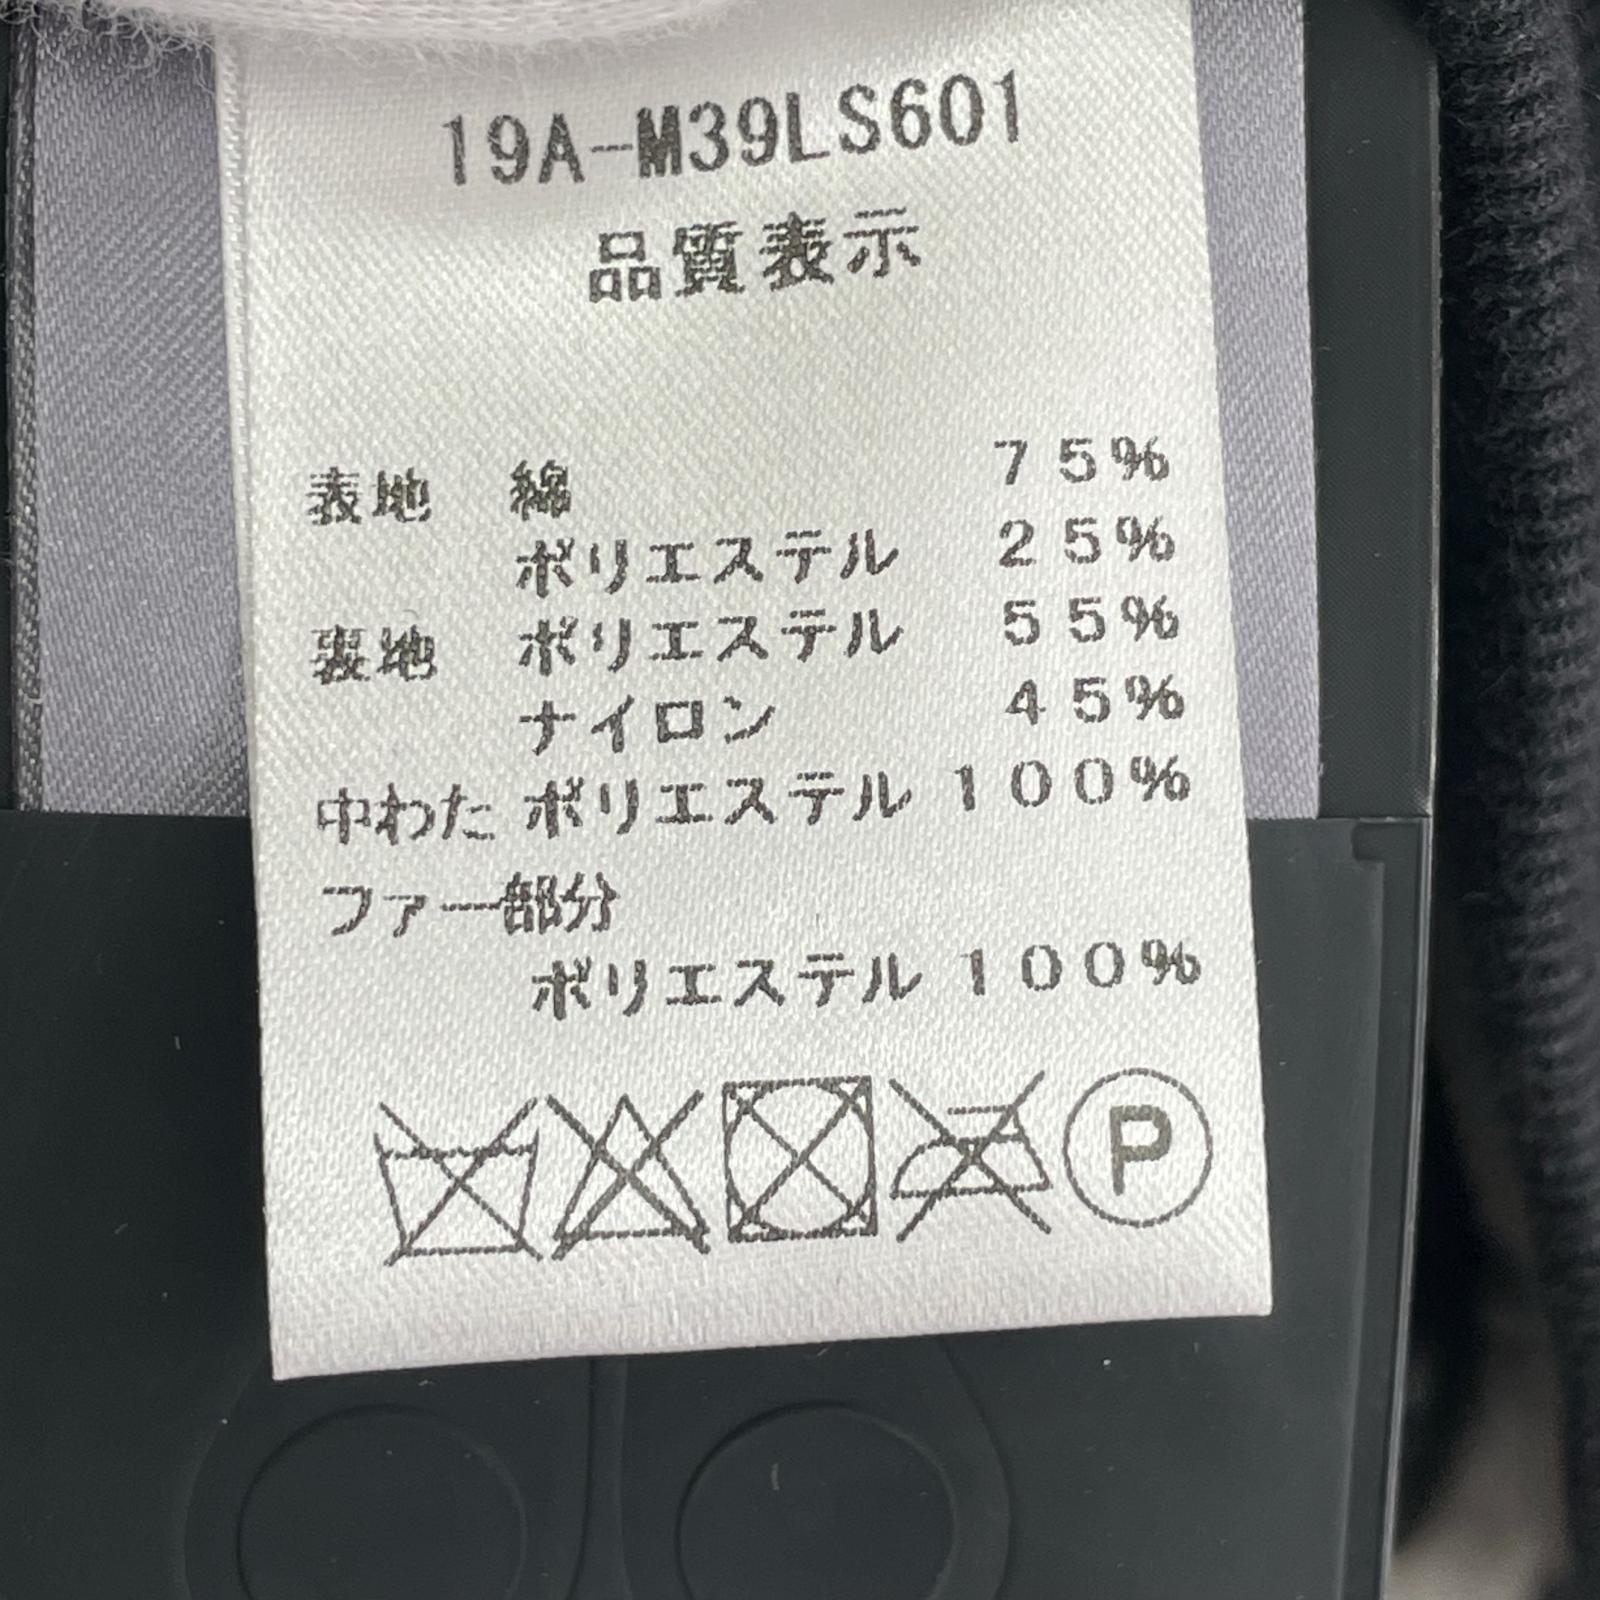 19A-M39LS601
品質表示
表地 綿 75%
ポリエステル 25%
裏地 ポリエステル 55%
ナイロン 45%
中わた ポリエステル 100%
ファー部分
ポリエステル 100%
P